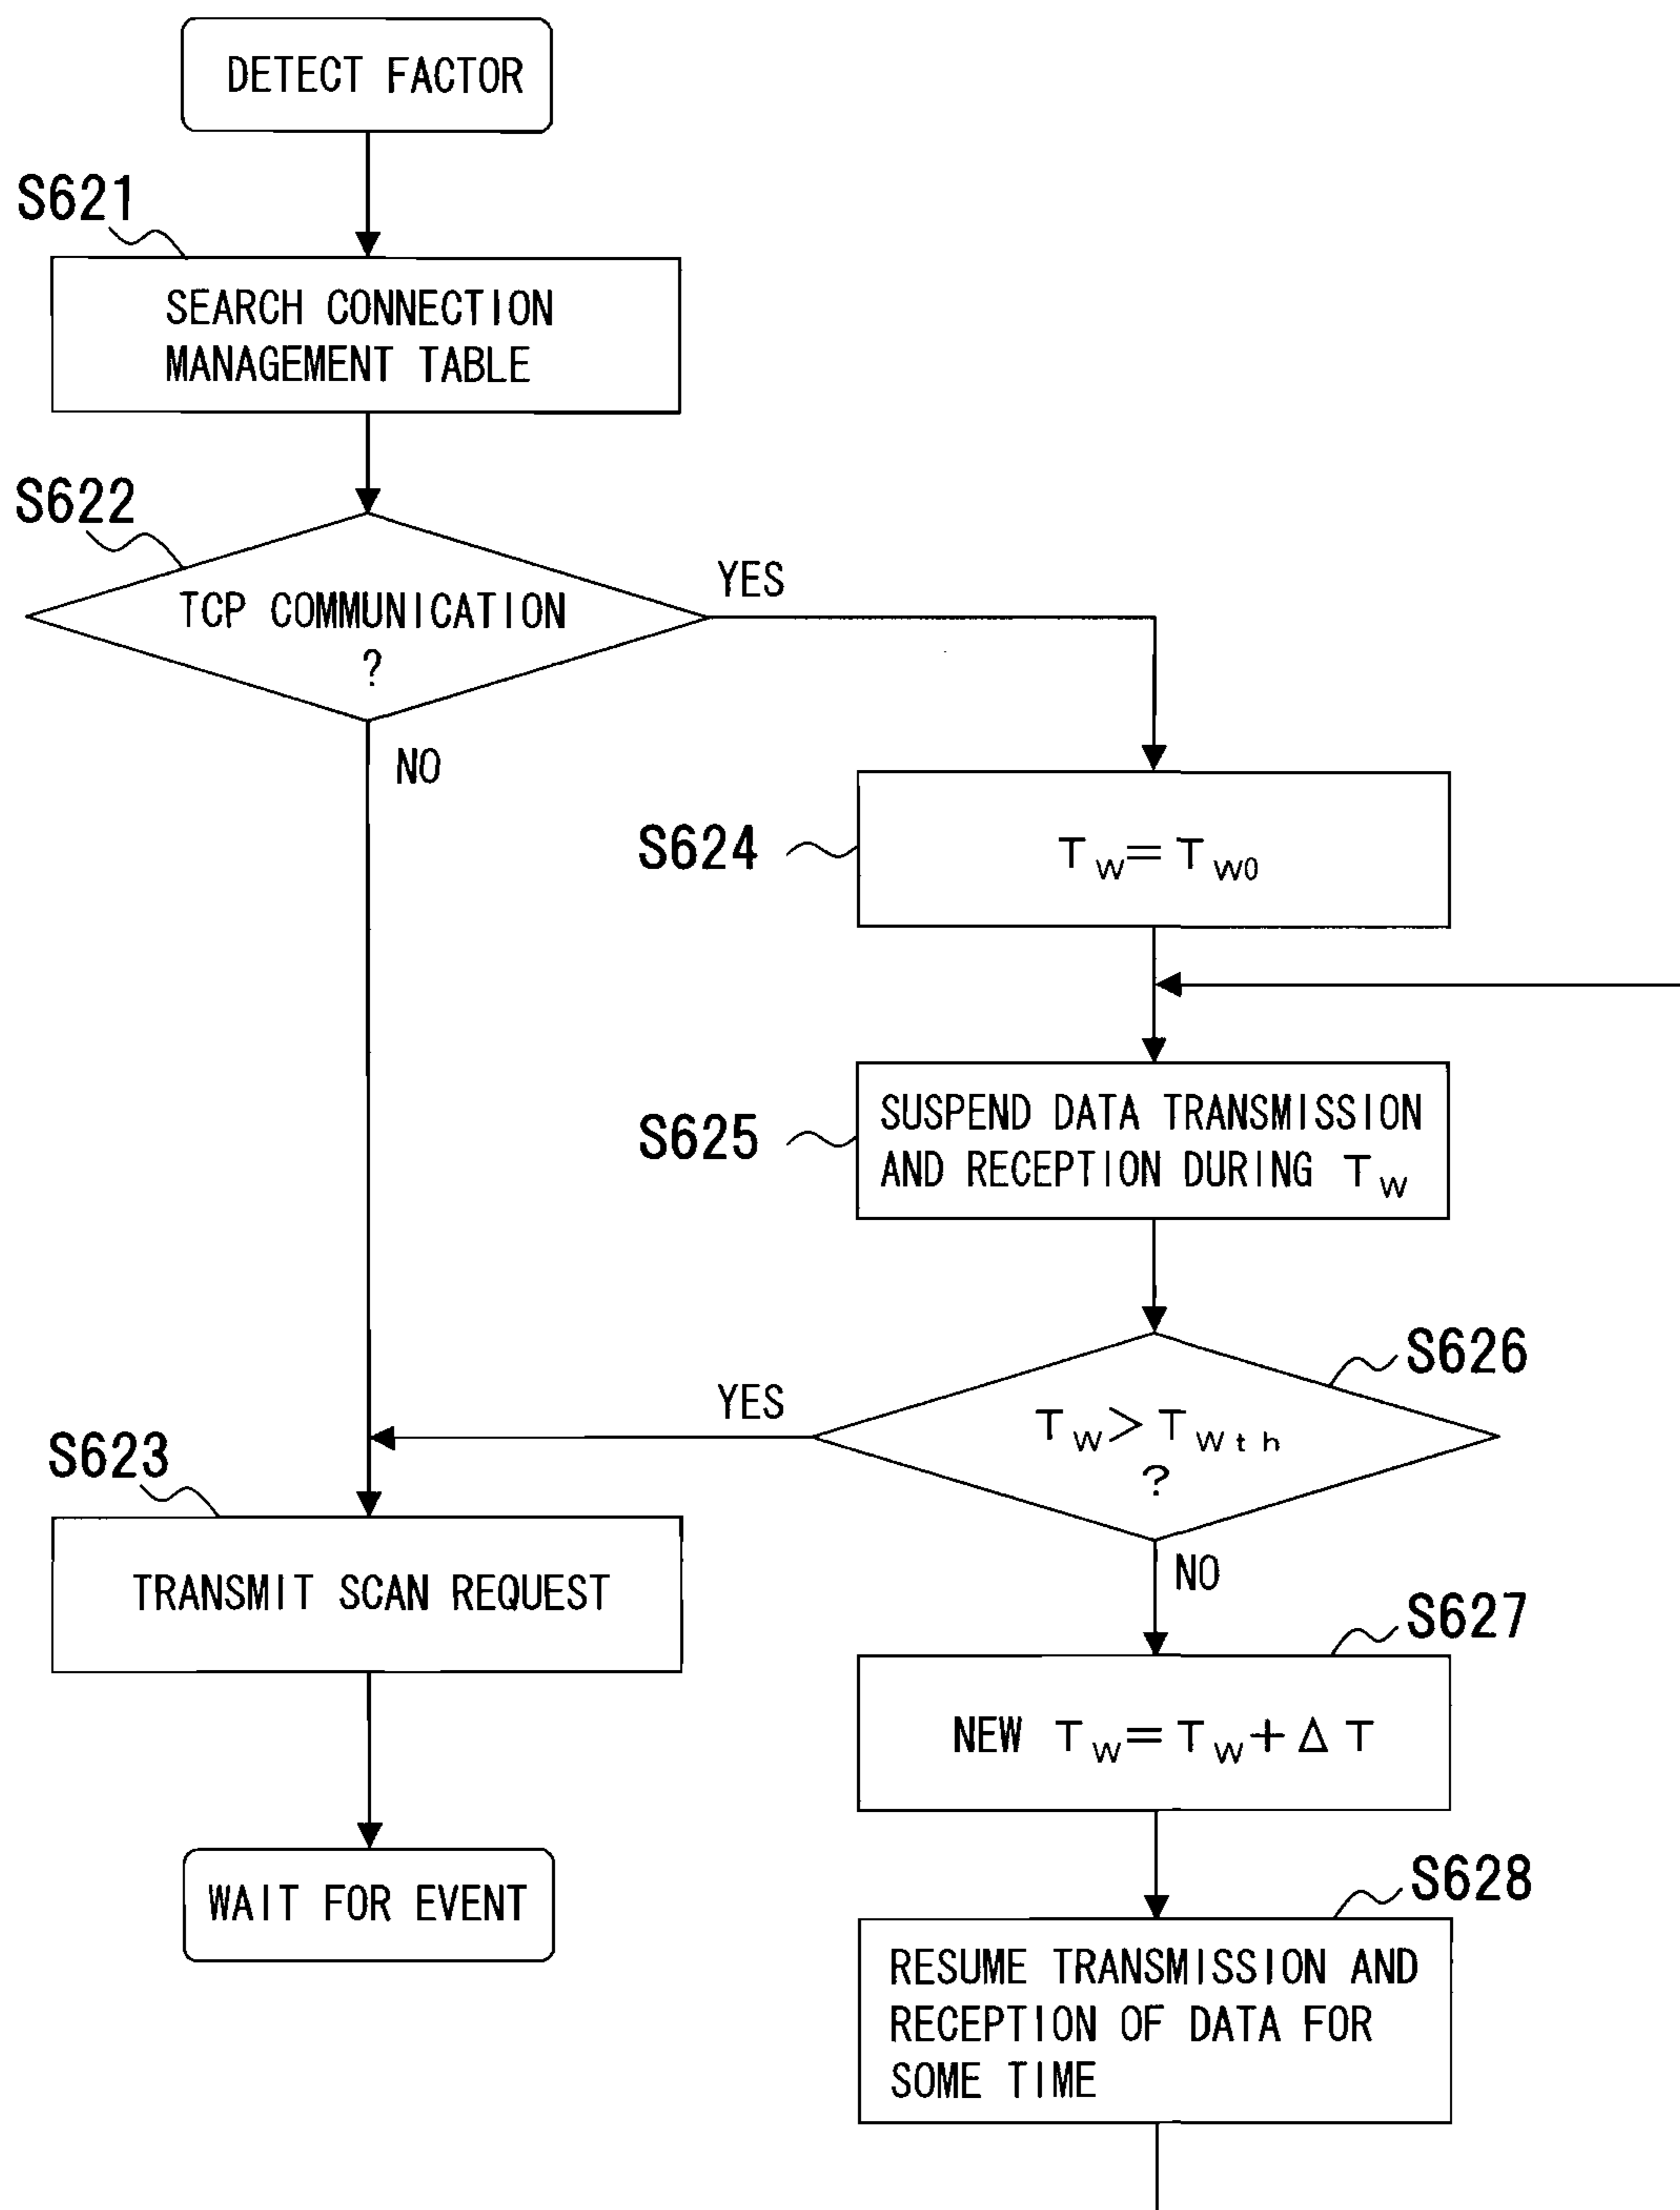 DETECT FACTOR
S621
SEARCH CONNECTION
MANAGEMENT TABLE
S622
TCP COMMUNICATION
?
YES
NO
S624
Tw=Tw0
S625
SUSPEND DATA TRANSMISSION
AND RECEPTION DURING Tw
S626
Tw>Twth
?
YES
NO
S623
TRANSMIT SCAN REQUEST
S627
NEW Tw=Tw+ΔT
WAIT FOR EVENT
S628
RESUME TRANSMISSION AND
RECEPTION OF DATA FOR
SOME TIME